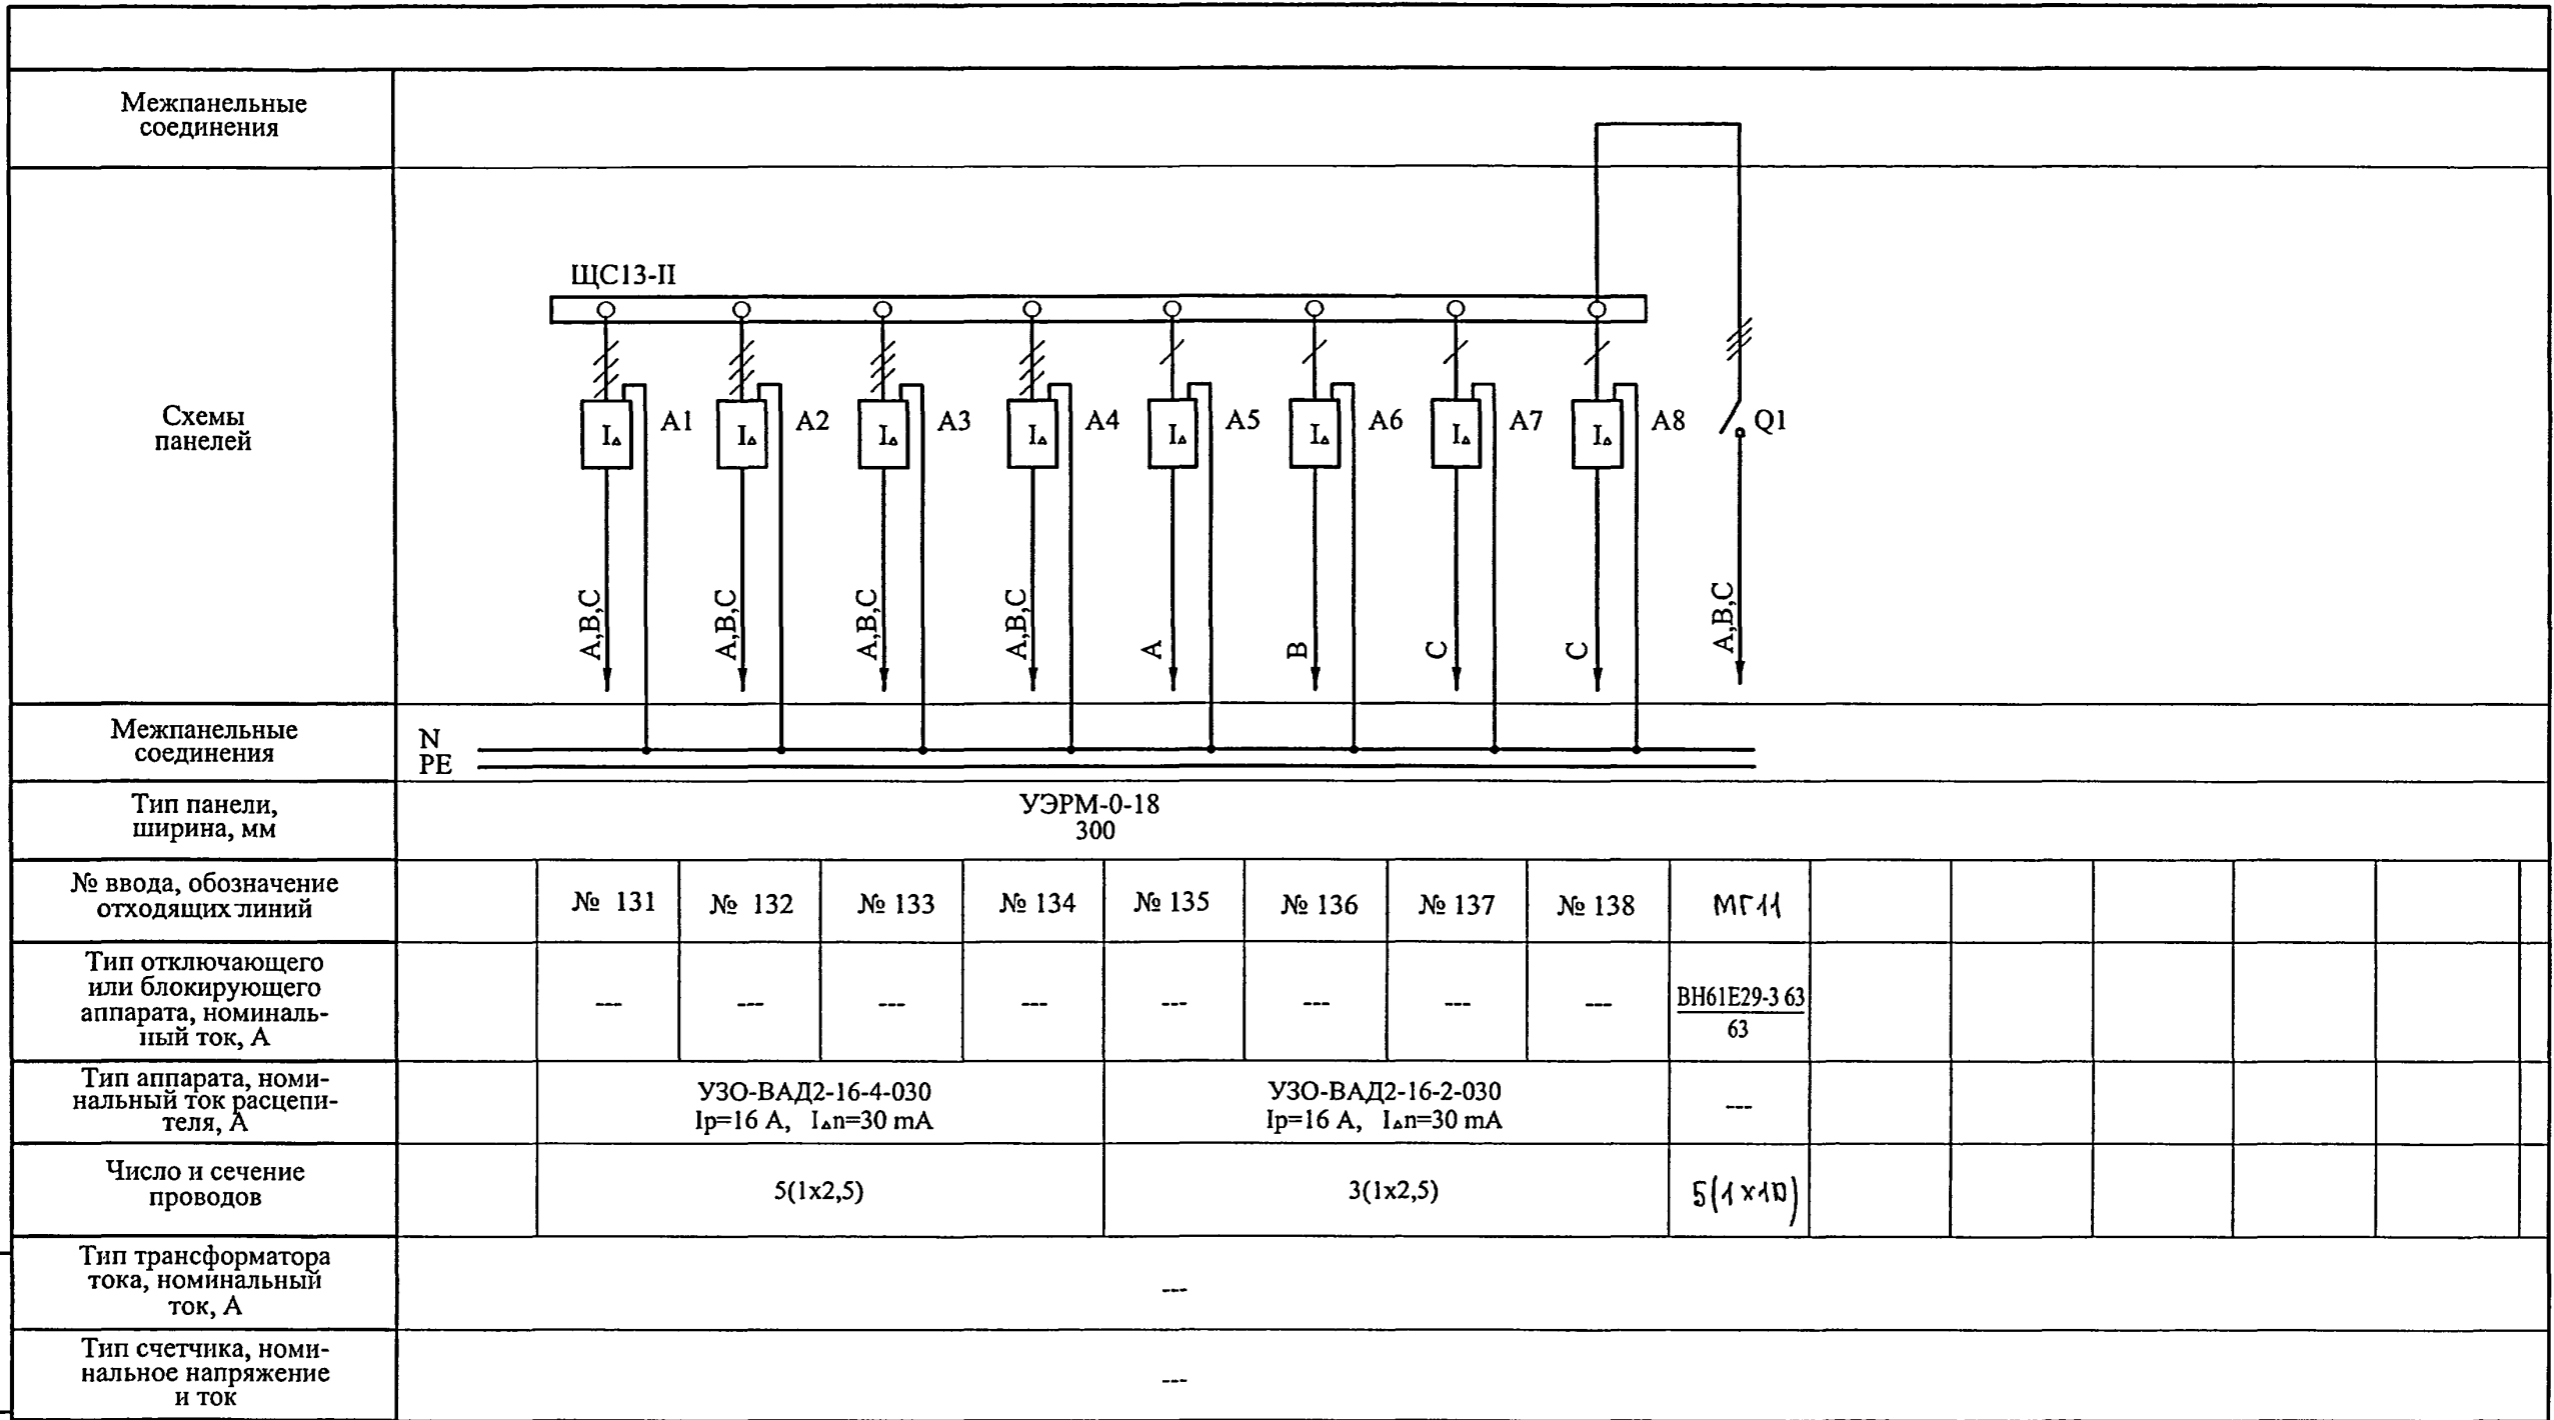 Межпанельные
соединения
Схемы
панелей
ЩС13-II
I▵ A1
I▵ A2
I▵ A3
I▵ A4
I▵ A5
I▵ A6
I▵ A7
I▵ A8
Q1
A,B,C
A,B,C
A,B,C
A,B,C
A
B
C
C
A,B,C
Межпанельные
соединения
N
PE
Тип панели,
ширина, мм
УЭРМ-0-18
300
№ ввода, обозначение
отходящих линий
№ 131 № 132 № 133 № 134 № 135 № 136 № 137 № 138 МГ11
Тип отключающего
или блокирующего
аппарата, номиналь-
ный ток, А
--- --- --- --- --- --- --- ---
ВН61Е29-3 63
63
Тип аппарата, номи-
нальный ток расцепи-
теля, А
УЗО-ВАД2-16-4-030
Iр=16 А, I▵n=30 mA
УЗО-ВАД2-16-2-030
Iр=16 А, I▵n=30 mA
---
Число и сечение
проводов
5(1х2,5)
3(1х2,5)
5(1х10)
Тип трансформатора
тока, номинальный
ток, А
---
Тип счетчика, номи-
нальное напряжение
и ток
---